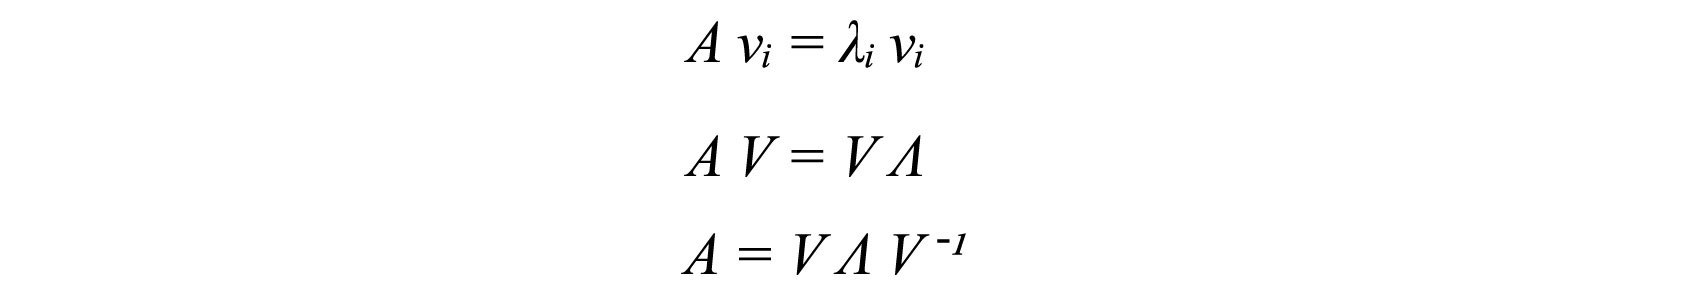 A vᵢ = λᵢ vᵢ
A V = V Λ
A = V Λ V⁻¹